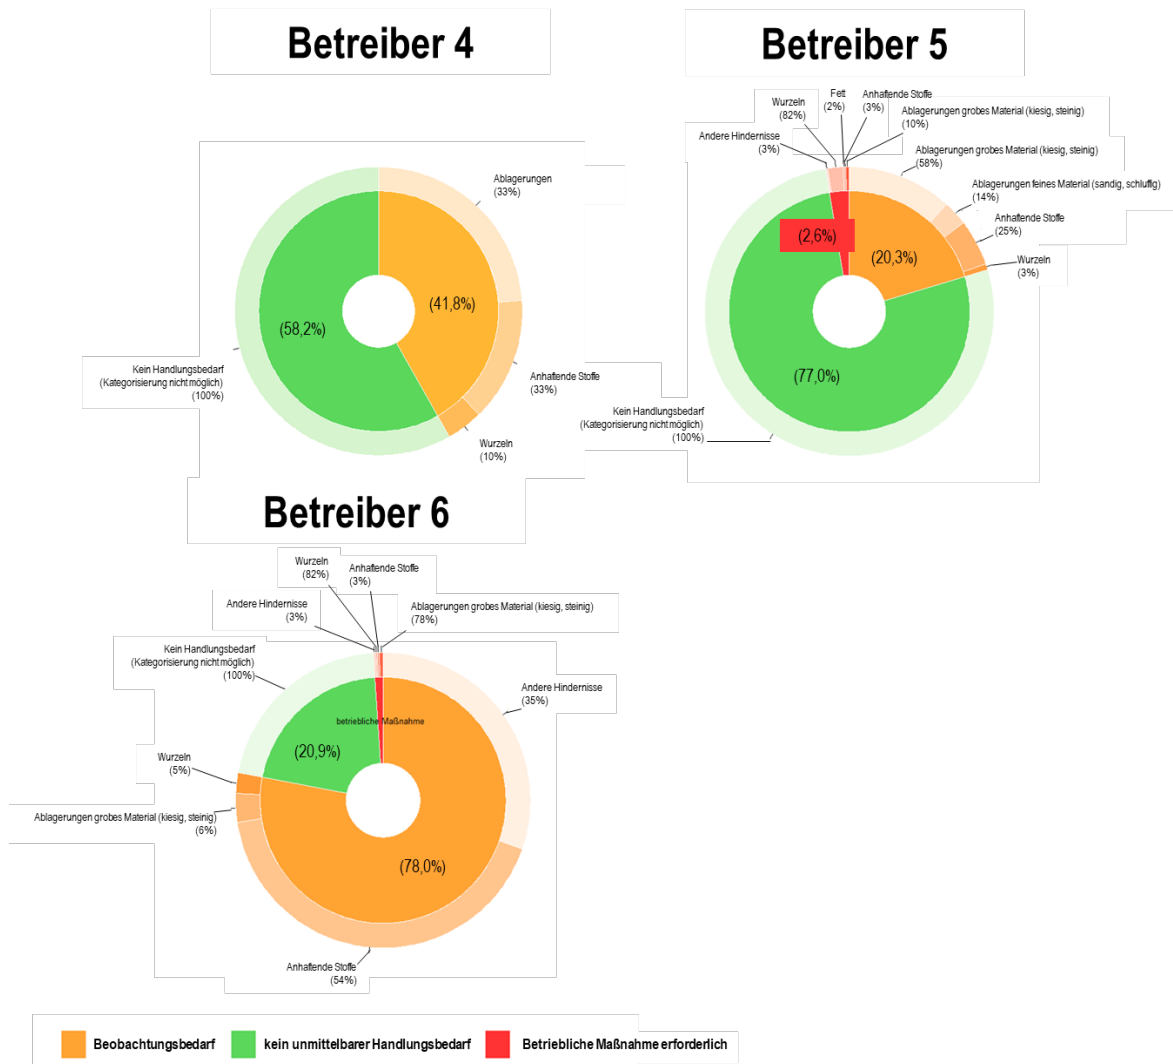 Betreiber 4
Ablagerungen
(33%)
(41,8%)
(58,2%)
Kein Handlungsbedarf
(Kategorisierung nicht möglich)
(100%)
Anhaftende Stoffe
(33%)
Wurzeln
(10%)
Betreiber 5
Fett
(2%)
Anhaftende Stoffe
(3%)
Wurzeln
(82%)
Ablagerungen grobes Material (kiesig, steinig)
(10%)
Andere Hindernisse
(3%)
Ablagerungen grobes Material (kiesig, steinig)
(58%)
Ablagerungen feines Material (sandig, schluffig)
(14%)
Anhaftende Stoffe
(25%)
Wurzeln
(3%)
(2,6%)
(20,3%)
(77,0%)
Kein Handlungsbedarf
(Kategorisierung nicht möglich)
(100%)
Betreiber 6
Wurzeln
(82%)
Anhaftende Stoffe
(3%)
Andere Hindernisse
(3%)
Ablagerungen grobes Material (kiesig, steinig)
(78%)
Kein Handlungsbedarf
(Kategorisierung nicht möglich)
(100%)
Andere Hindernisse
(35%)
betriebliche Maßnahme
(20,9%)
Wurzeln
(5%)
Ablagerungen grobes Material (kiesig, steinig)
(6%)
(78,0%)
Anhaftende Stoffe
(54%)
Beobachtungsbedarf
kein unmittelbarer Handlungsbedarf
Betriebliche Maßnahme erforderlich